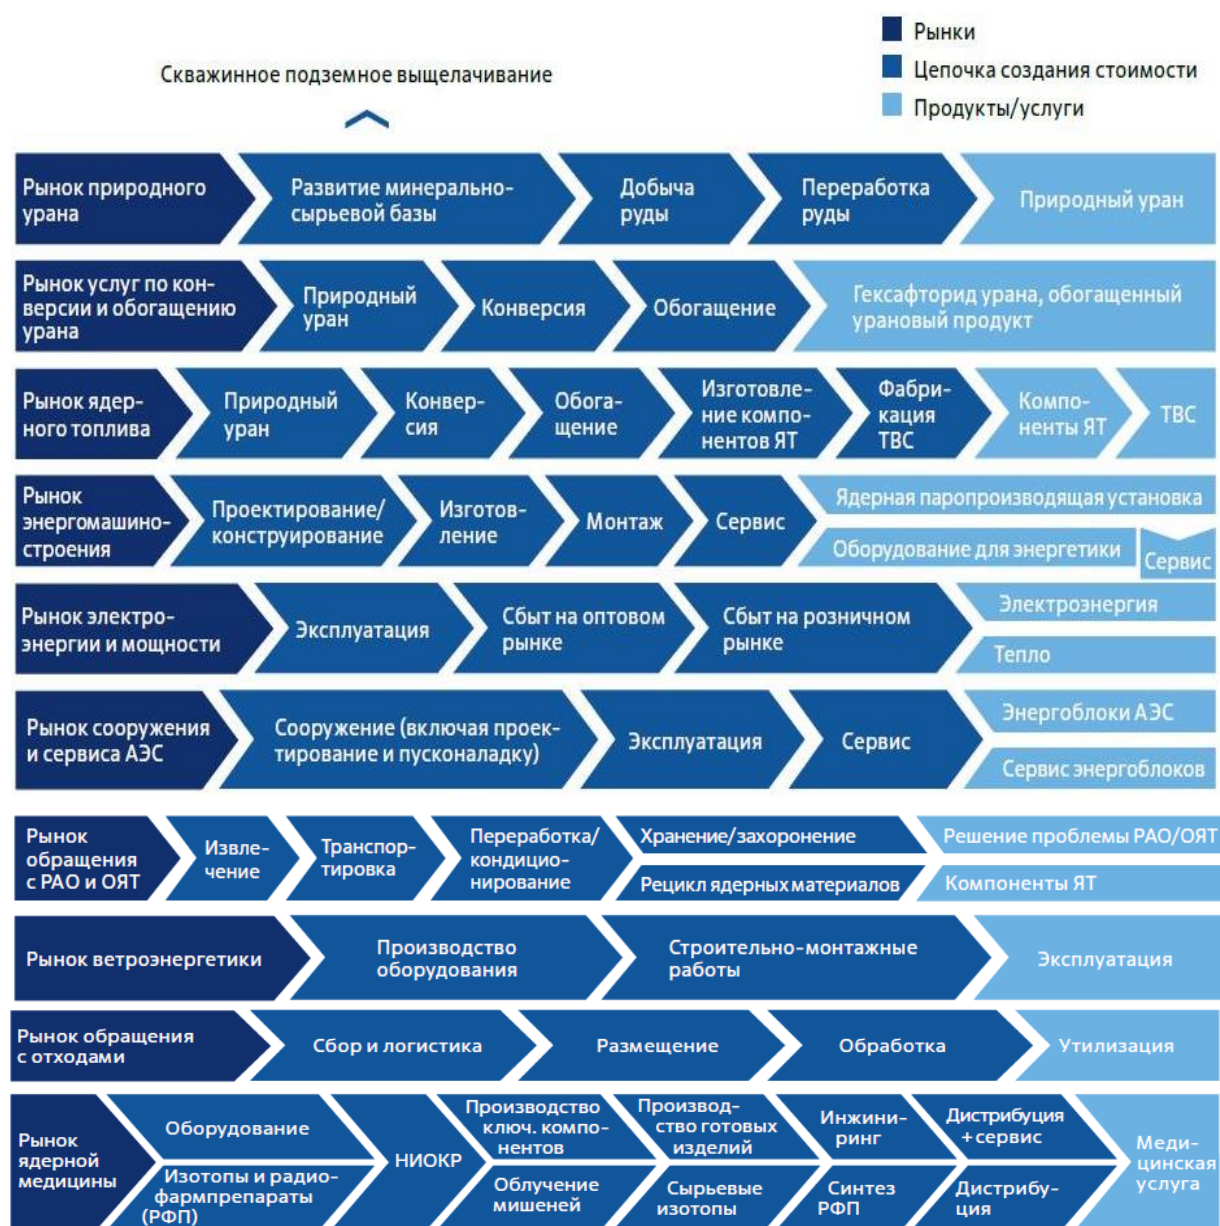 Рынки
Цепочка создания стоимости
Продукты/услуги
Скважинное подземное выщелачивание
Рынок природного
урана
Развитие минерально-
сырьевой базы
Добыча
руды
Переработка
руды
Природный уран
Рынок услуг по кон-
версии и обогащению
урана
Природный
уран
Конверсия
Обогащение
Гексафторид урана, обогащенный
урановый продукт
Рынок ядер-
ного топлива
Природный
уран
Конвер-
сия
Обога-
щение
Изготовле-
ние компо-
нентов ЯТ
Фабри-
кация
ТВС
Компо-
ненты ЯТ
ТВС
Рынок
энергомашино-
строения
Проектирование/
конструирование
Изготов-
ление
Монтаж
Сервис
Ядерная паропроизводящая установка
Оборудование для энергетики
Сервис
Рынок электро-
энергии и мощности
Эксплуатация
Сбыт на оптовом
рынке
Сбыт на розничном
рынке
Электроэнергия
Тепло
Рынок сооружения
и сервиса АЭС
Сооружение (включая проек-
тирование и пусконаладку)
Эксплуатация
Сервис
Энергоблоки АЭС
Сервис энергоблоков
Рынок
обращения
с РАО и ОЯТ
Извле-
чение
Транспор-
тировка
Переработка/
кондицио-
нирование
Хранение/захоронение
Рецикл ядерных материалов
Решение проблемы РАО/ОЯТ
Компоненты ЯТ
Рынок ветроэнергетики
Производство
оборудования
Строительно-монтажные
работы
Эксплуатация
Рынок обращения
с отходами
Сбор и логистика
Размещение
Обработка
Утилизация
Рынок
ядерной
медицины
Оборудование
Изотопы и радио-
фармпрепараты
(РФП)
НИОКР
Производство
ключ. компо-
нентов
Облучение
мишеней
Производ-
ство готовых
изделий
Сырьевые
изотопы
Инжини-
ринг
Синтез
РФП
Дистрибуция
+ сервис
Дистрибу-
ция
Меди-
цинская
услуга